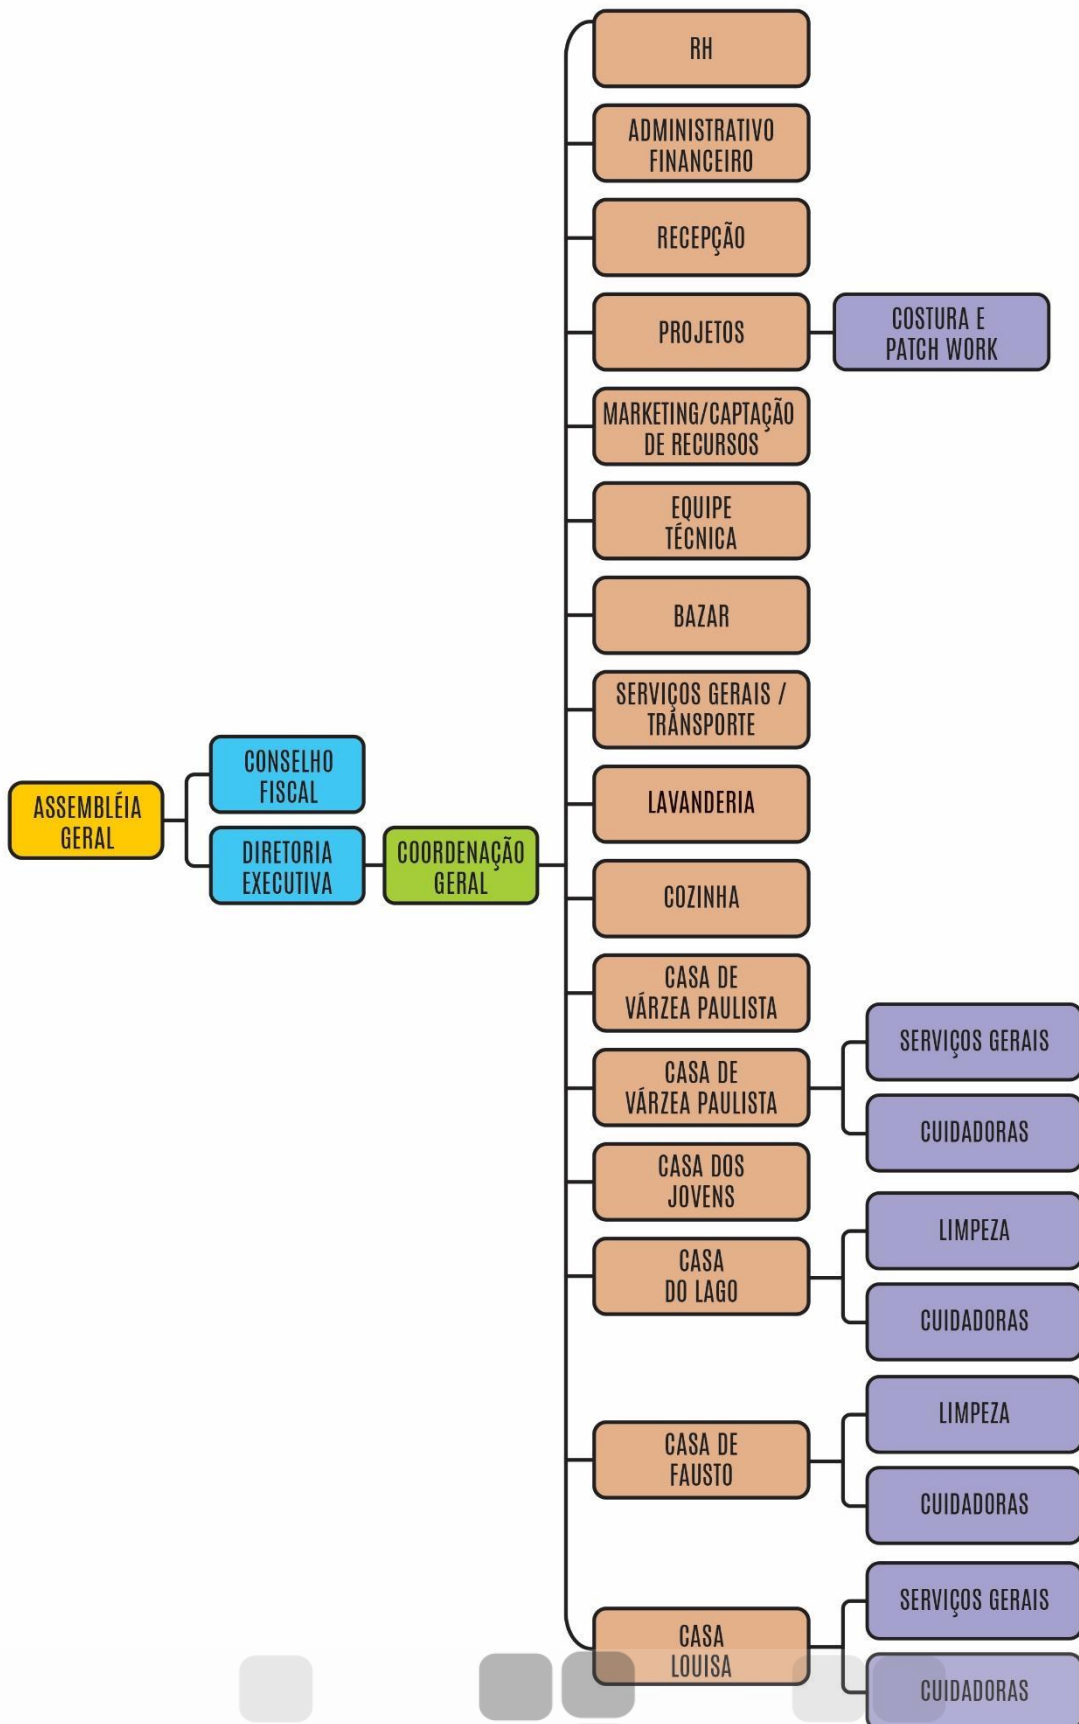 RH
ADMINISTRATIVO
FINANCEIRO
RECEPÇÃO
PROJETOS
COSTURA E
PATCH WORK
MARKETING/CAPTAÇÃO
DE RECURSOS
EQUIPE
TÉCNICA
BAZAR
SERVIÇOS GERAIS /
TRANSPORTE
CONSELHO
FISCAL
ASSEMBLÉIA
GERAL
DIRETORIA
EXECUTIVA
COORDENAÇÃO
GERAL
LAVANDERIA
COZINHA
CASA DE
VÁRZEA PAULISTA
CASA DE
VÁRZEA PAULISTA
SERVIÇOS GERAIS
CUIDADORAS
CASA DOS
JOVENS
CASA
DO LAGO
LIMPEZA
CUIDADORAS
CASA DE
FAUSTO
LIMPEZA
CUIDADORAS
CASA
LOUISA
SERVIÇOS GERAIS
CUIDADORAS